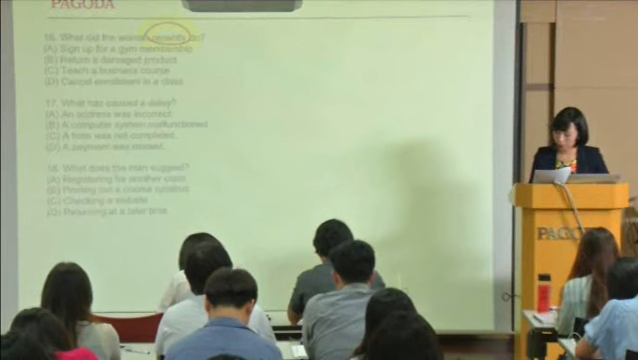 PAGODA
16. What did the woman recently do?
(A) Sign up for a gym membership
(B) Return a damaged product
(C) Teach a business course
(D) Cancel enrollment in a class
17. What has caused a delay?
(A) An address was incorrect.
(B) A computer system malfunctioned
(C) A form was not completed.
(D) A payment was missed.
18. What does the man suggest?
(A) Registering for another class
(B) Printing out a course syllabus
(C) Checking a website
(D) Returning at a later time
PAGODA